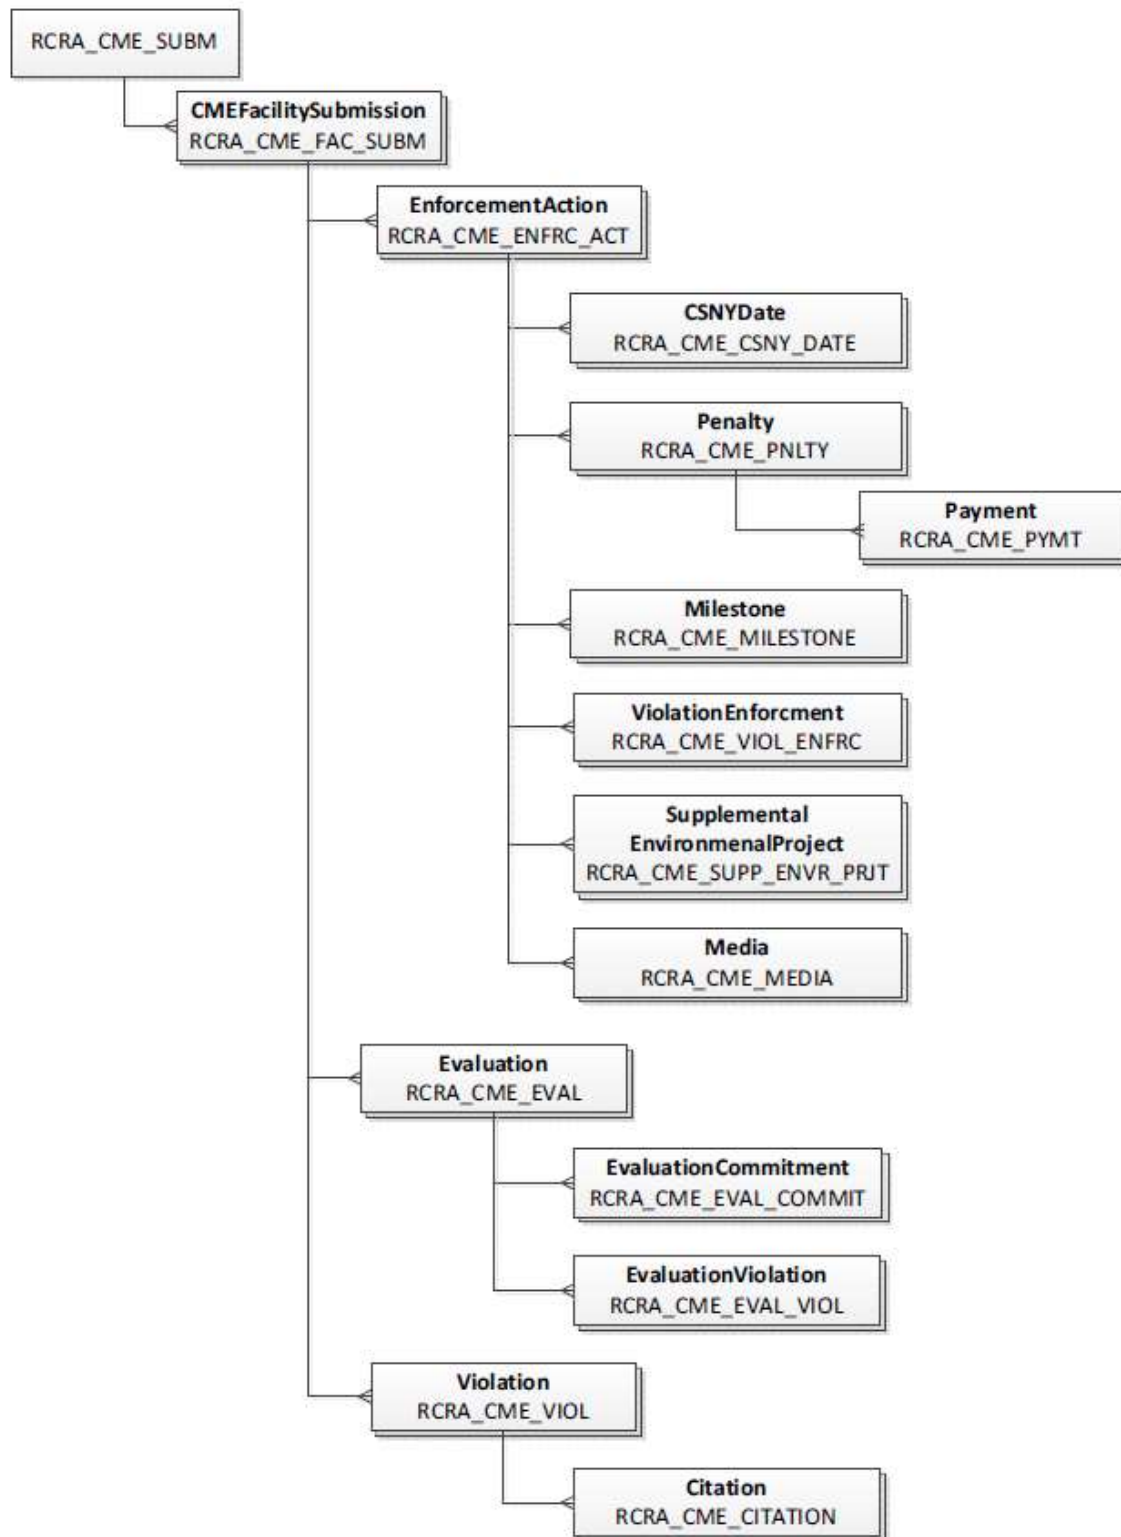 RCRA_CME_SUBM
CMEFacilitySubmission
RCRA_CME_FAC_SUBM
EnforcementAction
RCRA_CME_ENFRC_ACT
CSNYDate
RCRA_CME_CSNY_DATE
Penalty
RCRA_CME_PNLTY
Payment
RCRA_CME_PYMT
Milestone
RCRA_CME_MILESTONE
ViolationEnforcment
RCRA_CME_VIOL_ENFRC
Supplemental
EnvironmenalProject
RCRA_CME_SUPP_ENVR_PRJT
Media
RCRA_CME_MEDIA
Evaluation
RCRA_CME_EVAL
EvaluationCommitment
RCRA_CME_EVAL_COMMIT
EvaluationViolation
RCRA_CME_EVAL_VIOL
Violation
RCRA_CME_VIOL
Citation
RCRA_CME_CITATION